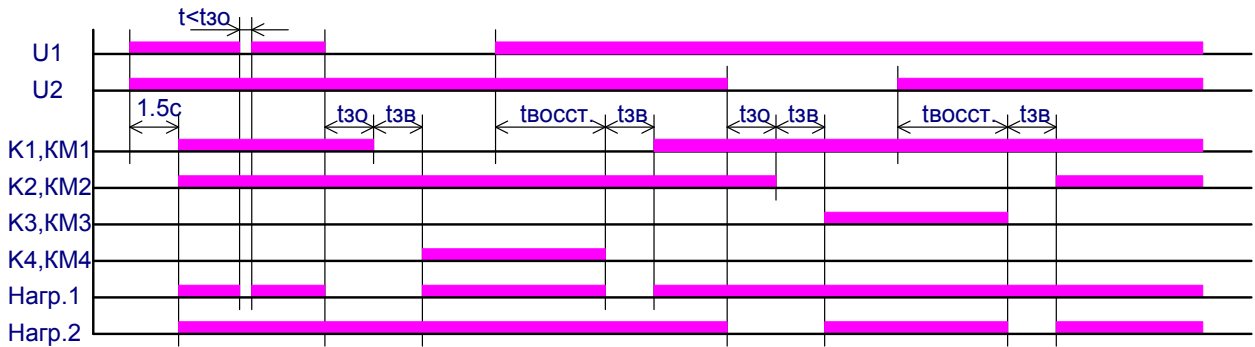 t<tзо
U1
U2
1.5с tзо tзв tвосст. tзв tзо tзв tвосст. tзв
К1,КМ1
К2,КМ2
К3,КМ3
К4,КМ4
Нагр.1
Нагр.2